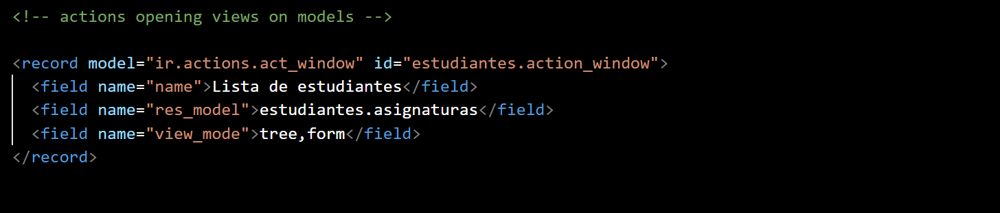 <!-- actions opening views on models -->
<record model="ir.actions.act_window" id="estudiantes.action_window">
<field name="name">Lista de estudiantes</field>
<field name="res_model">estudiantes.asignaturas</field>
<field name="view_mode">tree,form</field>
</record>